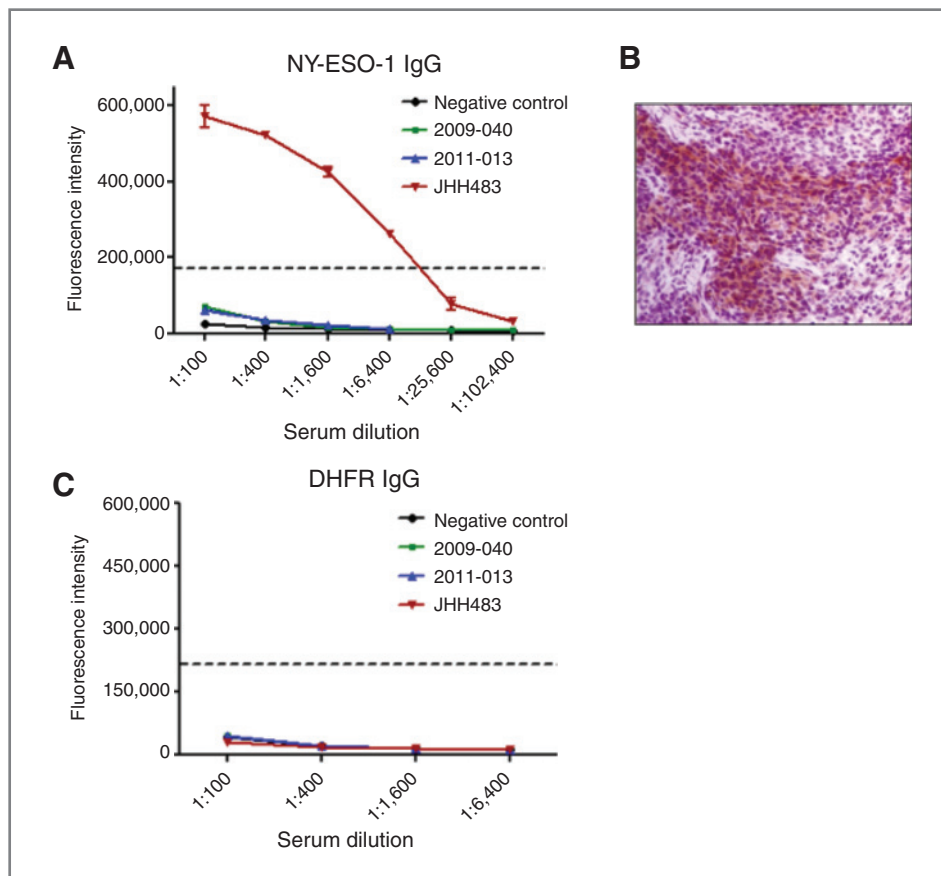 A
NY-ESO-1 IgG
600,000
400,000
200,000
0
Fluorescence intensity
Negative control
2009-040
2011-013
JHH483
1:100
1:400
1:1,600
1:6,400
1:25,600
1:102,400
Serum dilution
B
C
DHFR IgG
600,000
450,000
300,000
150,000
0
Fluorescence intensity
Negative control
2009-040
2011-013
JHH483
1:100
1:400
1:1,600
1:6,400
Serum dilution